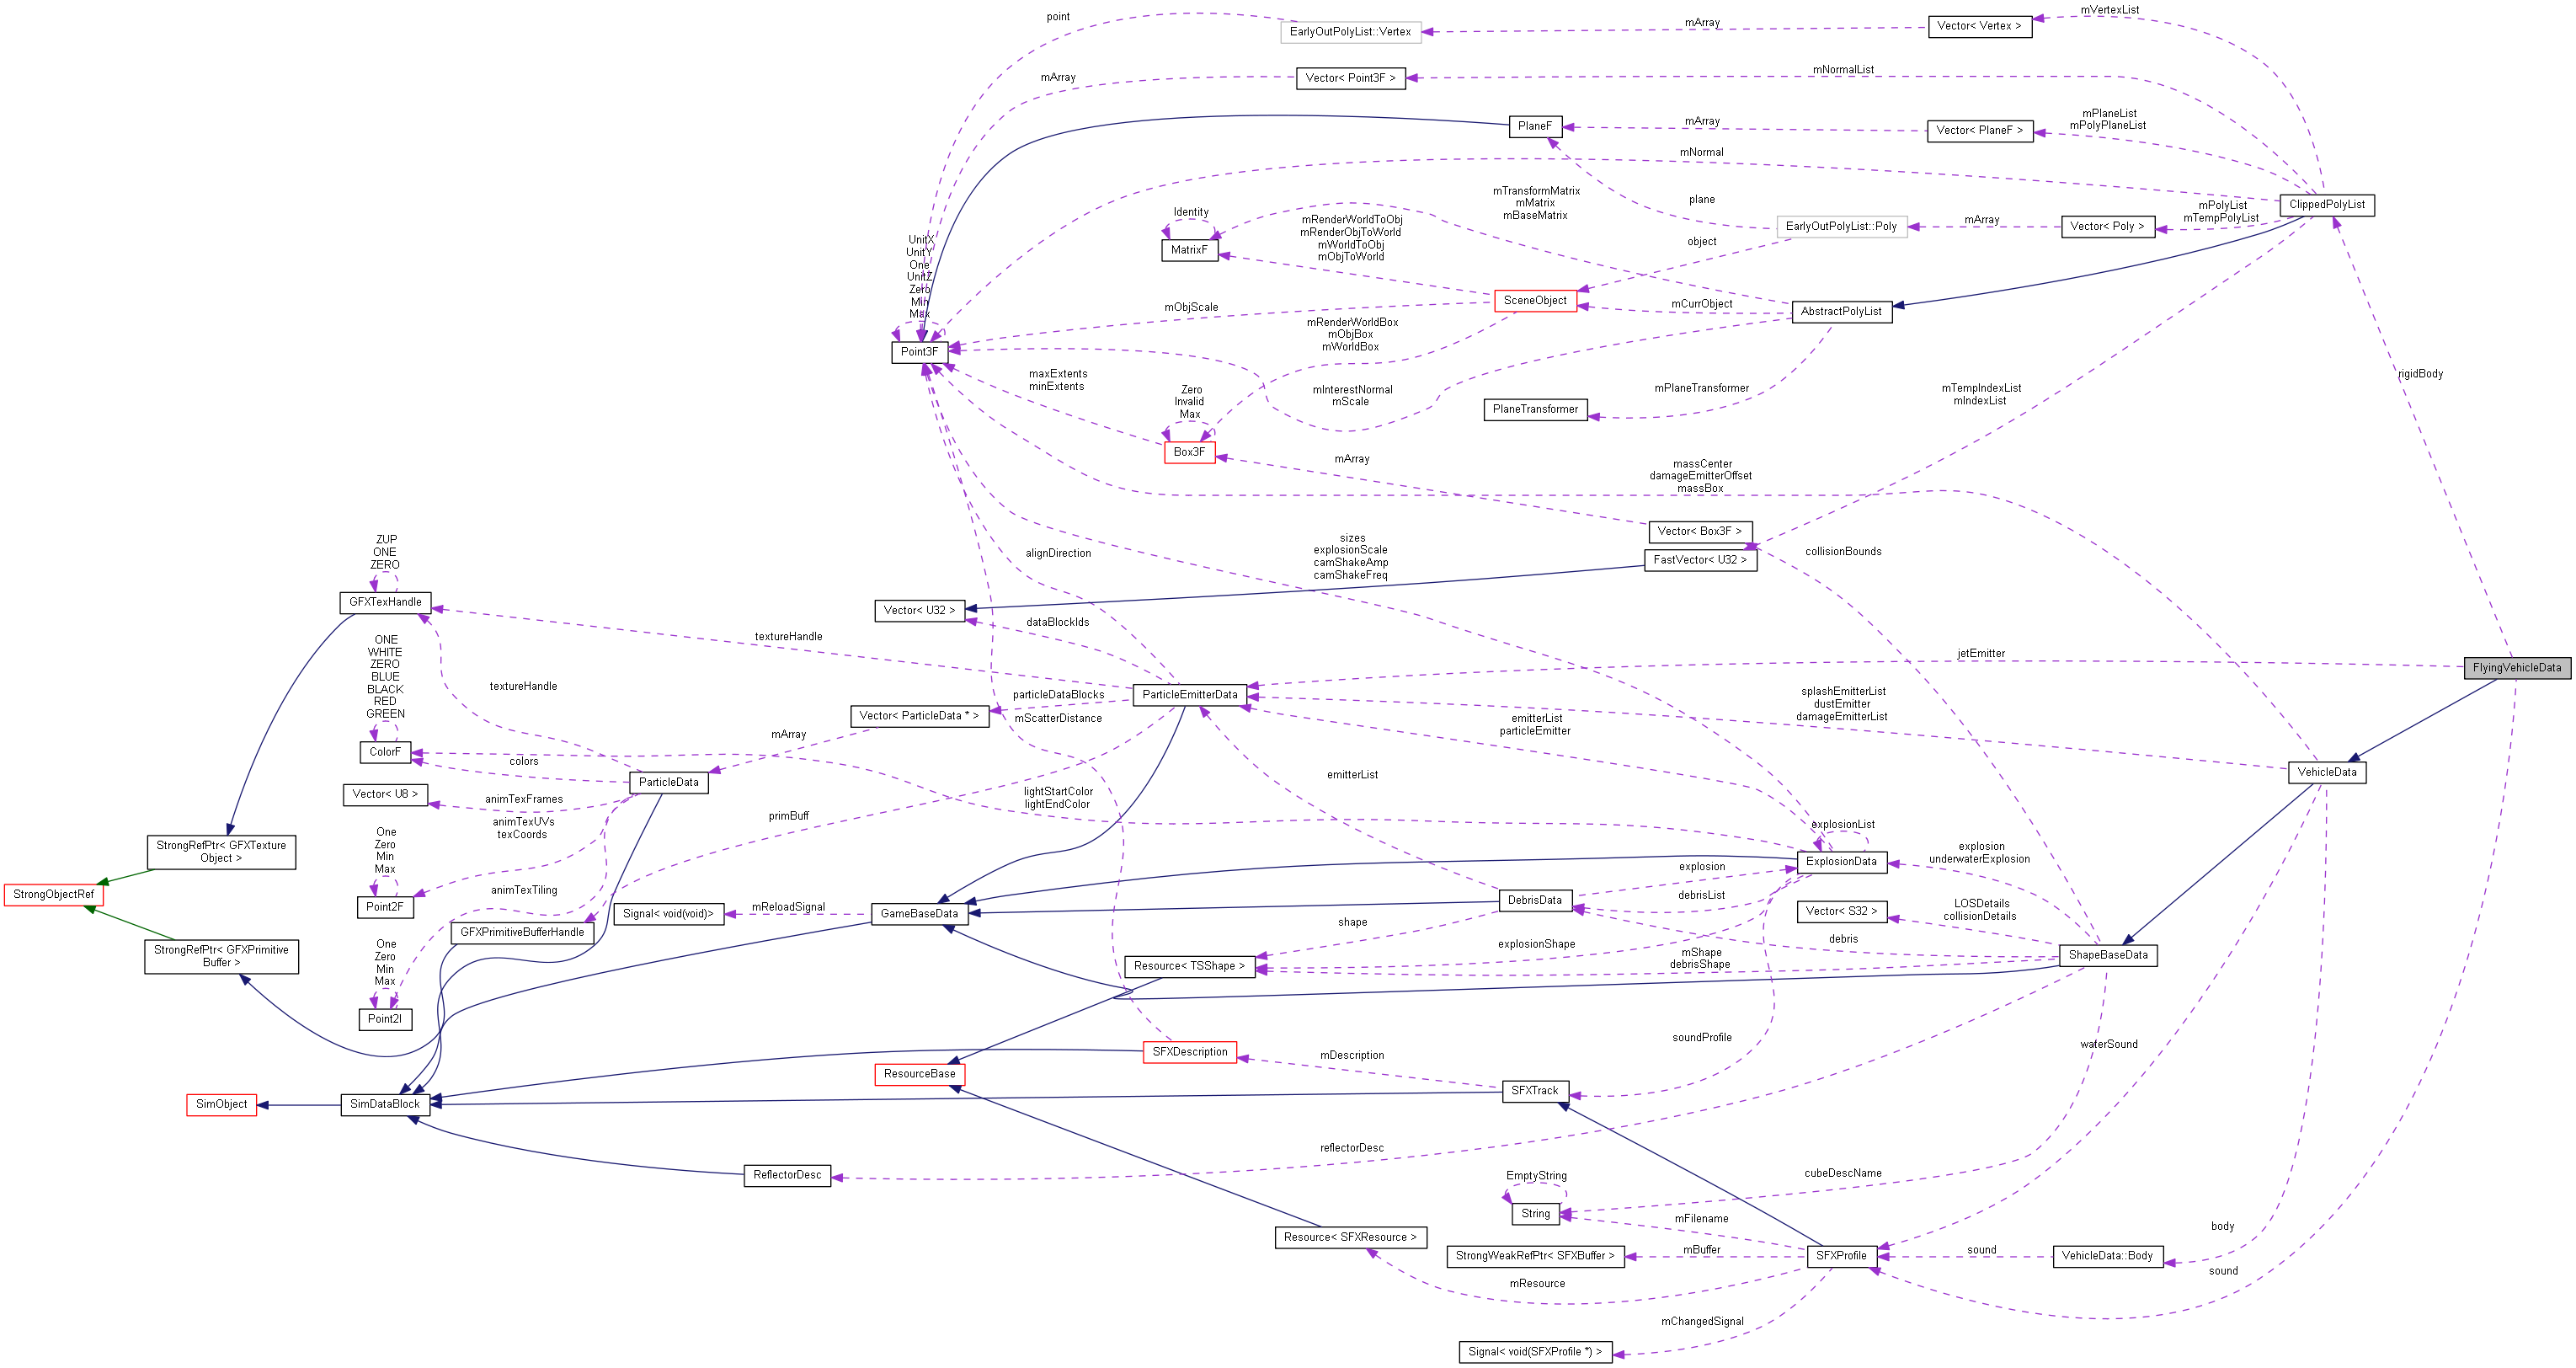 point
EarlyOutPolyList::Vertex
mArray
Vector< Vertex >
mVertexList
mArray
Vector< Point3F >
mNormalList
PlaneF
mArray
Vector< PlaneF >
mPlaneList
mPolyPlaneList
mNormal
Identity
MatrixF
mTransformMatrix
mMatrix
mBaseMatrix
mRenderWorldToObj
mRenderObjToWorld
mWorldToObj
mObjToWorld
plane
object
EarlyOutPolyList::Poly
mArray
Vector< Poly >
mPolyList
mTempPolyList
ClippedPolyList
UnitX
UnitY
One
UnitZ
Zero
Min
Max
Point3F
mObjScale
SceneObject
mCurrObject
AbstractPolyList
mRenderWorldBox
mObjBox
mWorldBox
maxExtents
minExtents
Zero
Invalid
Max
Box3F
mInterestNormal
mScale
PlaneTransformer
mPlaneTransformer
mTempIndexList
mIndexList
rigidBody
mArray
massCenter
damageEmitterOffset
massBox
Vector< Box3F >
FastVector< U32 >
collisionBounds
alignDirection
sizes
explosionScale
camShakeAmp
camShakeFreq
ZUP
ONE
ZERO
GFXTexHandle
Vector< U32 >
dataBlockIds
textureHandle
textureHandle
ONE
WHITE
ZERO
BLUE
BLACK
RED
GREEN
ColorF
colors
particleDataBlocks
mScatterDistance
Vector< ParticleData * >
mArray
ParticleEmitterData
jetEmitter
FlyingVehicleData
splashEmitterList
dustEmitter
damageEmitterList
emitterList
particleEmitter
emitterList
VehicleData
ParticleData
Vector< U8 >
animTexFrames
animTexUVs
texCoords
lightStartColor
lightEndColor
primBuff
explosionList
ExplosionData
explosion
underwaterExplosion
StrongRefPtr< GFXTexture
Object >
StrongObjectRef
StrongRefPtr< GFXPrimitive
Buffer >
One
Zero
Min
Max
Point2F
animTexTiling
GFXPrimitiveBufferHandle
One
Zero
Min
Max
Point2I
Signal< void(void)>
mReloadSignal
GameBaseData
explosion
debrisList
DebrisData
shape
explosionShape
mShape
debrisShape
debris
Vector< S32 >
LOSDetails
collisionDetails
ShapeBaseData
Resource< TSShape >
soundProfile
SFXDescription
mDescription
ResourceBase
SFXTrack
waterSound
SimObject
SimDataBlock
ReflectorDesc
reflectorDesc
cubeDescName
EmptyString
String
mFilename
Resource< SFXResource >
StrongWeakRefPtr< SFXBuffer >
mBuffer
SFXProfile
sound
VehicleData::Body
body
sound
mResource
mChangedSignal
Signal< void(SFXProfile *) >